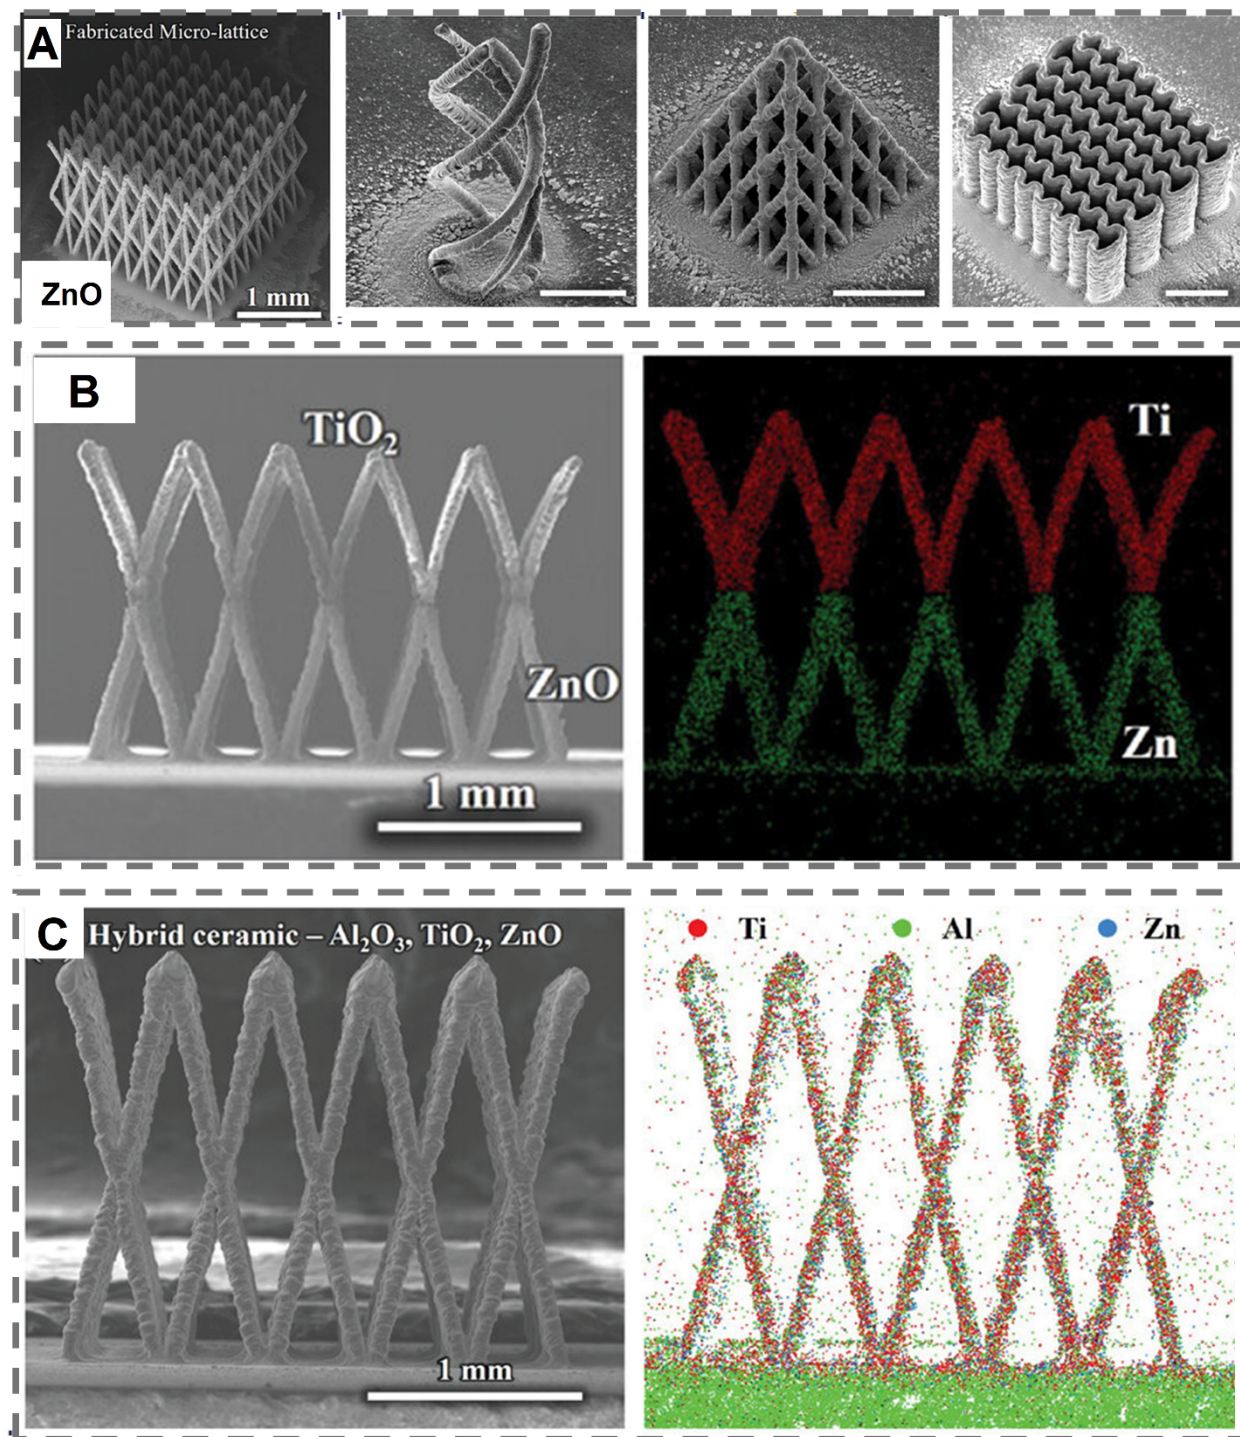 A
Fabricated Micro-lattice
ZnO
1 mm
B
TiO₂
ZnO
1 mm
Ti
Zn
C
Hybrid ceramic – Al₂O₃, TiO₂, ZnO
1 mm
Ti
Al
Zn